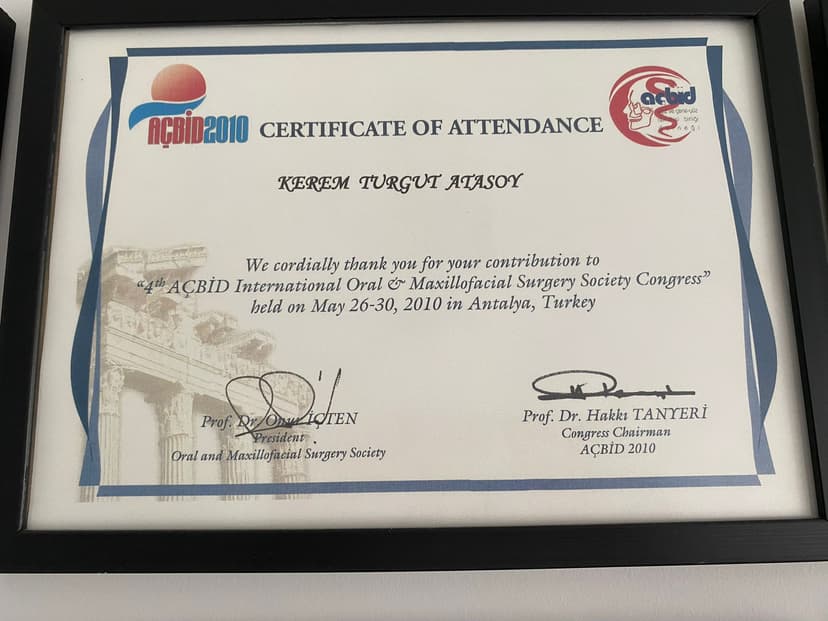 AÇBİD2010
CERTIFICATE OF ATTENDANCE
açbid
KEREM TURGUT ATASOY
We cordially thank you for your contribution to
"4th AÇBİD International Oral & Maxillofacial Surgery Society Congress"
held on May 26-30, 2010 in Antalya, Turkey
Prof. Dr. Onur İÇTEN
President
Oral and Maxillofacial Surgery Society
Prof. Dr. Hakkı TANYERİ
Congress Chairman
AÇBİD 2010